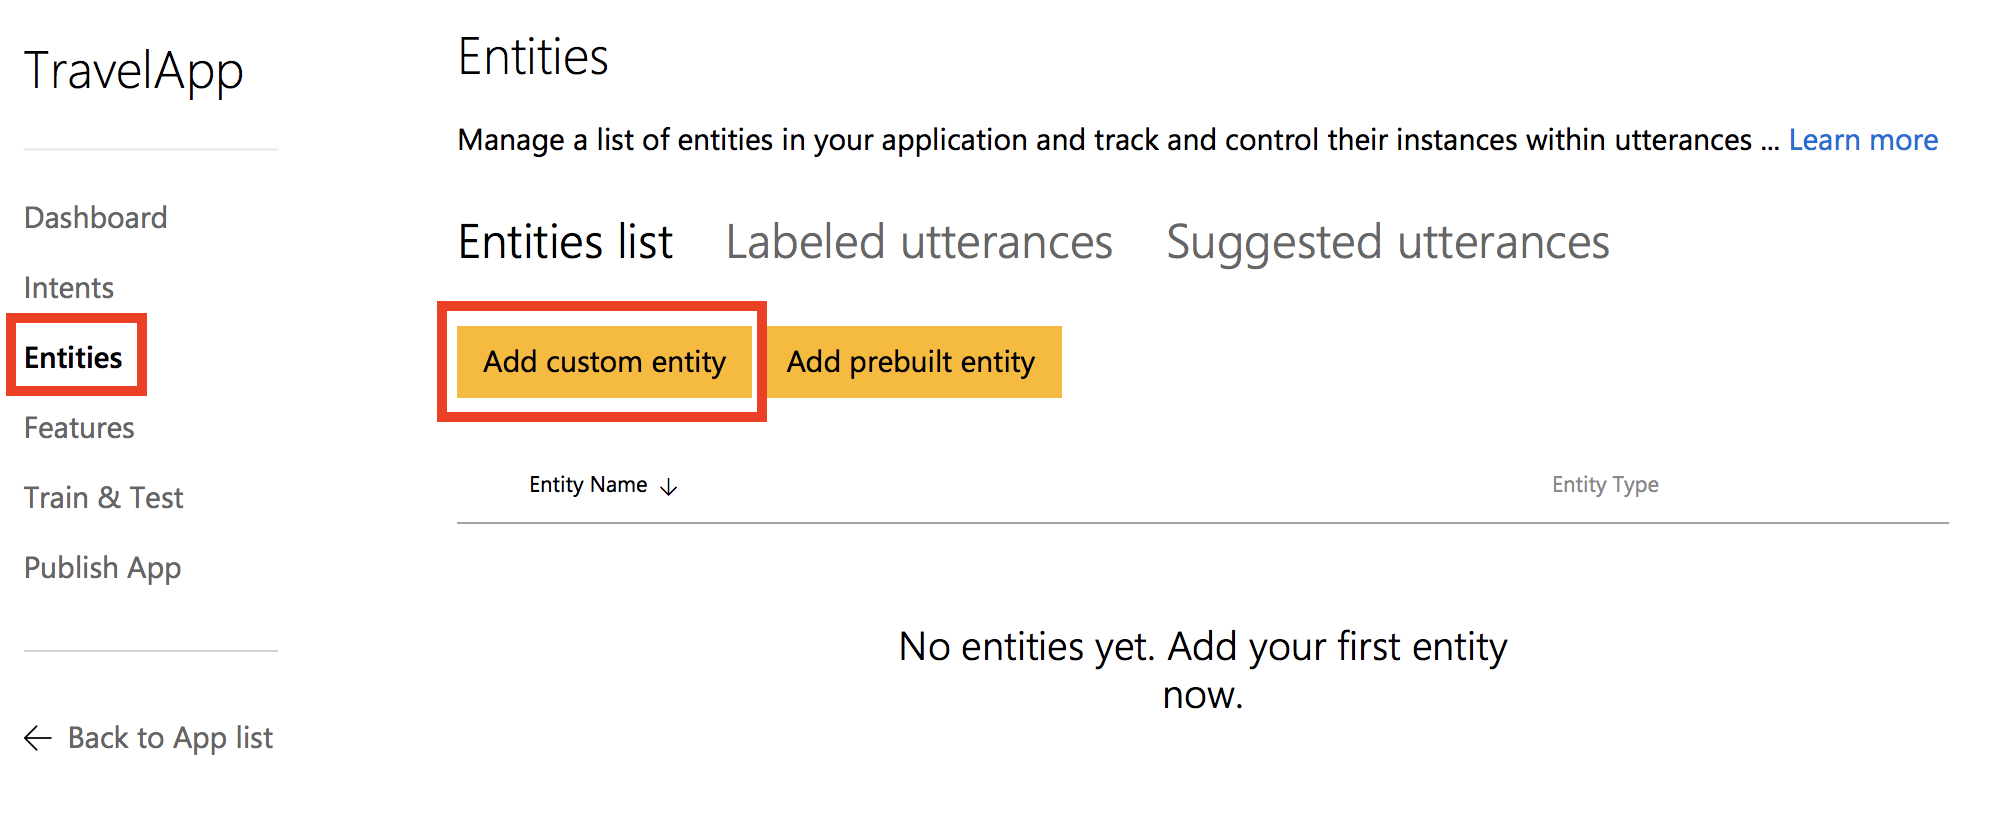 TravelApp
Dashboard
Intents
Entities
Features
Train & Test
Publish App
Back to App list
Entities
Manage a list of entities in your application and track and control their instances within utterances ... Learn more
Entities list Labeled utterances Suggested utterances
Add custom entity Add prebuilt entity
Entity Name Entity Type
No entities yet. Add your first entity
now.